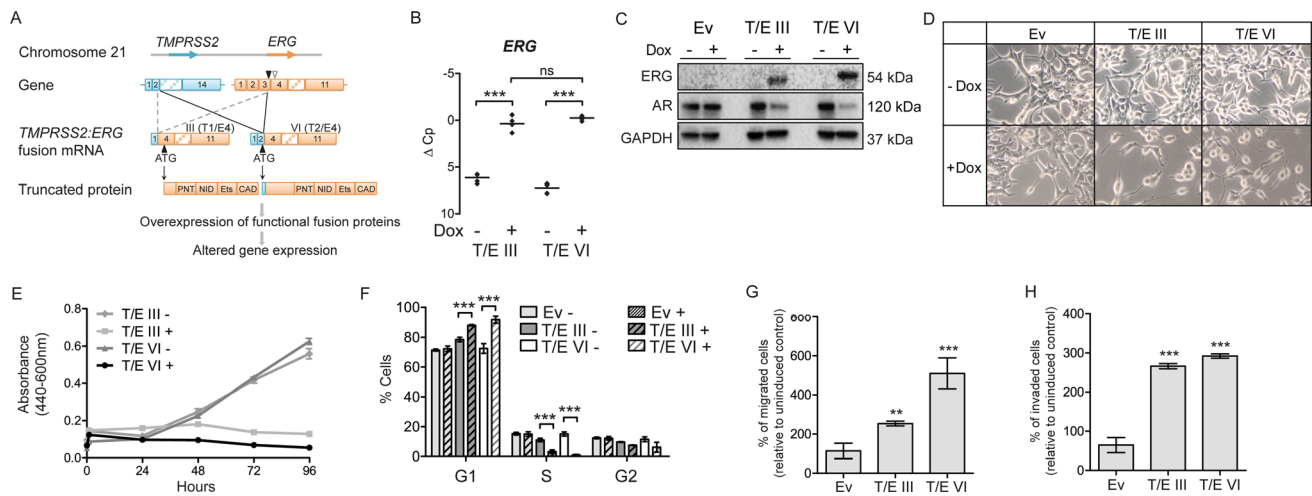 A
Chromosome 21
TMPRSS2
ERG
Gene
1 2 14
1 2 3 4 11
TMPRSS2:ERG
fusion mRNA
III (T1/E4)
VI (T2/E4)
1 4 11
1 2 4 11
ATG
ATG
Truncated protein
PNT NID Ets CAD
PNT NID Ets CAD
Overexpression of functional fusion proteins
Altered gene expression
B
ERG
ns
*** ***
Δ Cp
-5
0
5
10
Dox - + - +
T/E III T/E VI
C
Ev T/E III T/E VI
Dox - + - + - +
ERG 54 kDa
AR 120 kDa
GAPDH 37 kDa
D
Ev T/E III T/E VI
- Dox
+Dox
E
T/E III -
T/E III +
T/E VI -
T/E VI +
Absorbance
(440-600nm)
0.8
0.6
0.4
0.2
0.0
0 24 48 72 96
Hours
F
Ev - Ev +
T/E III - T/E III +
T/E VI - T/E VI +
*** ***
*** ***
% Cells
100
80
60
40
20
0
G1 S G2
G
% of migrated cells
(relative to uninduced control)
800
600
400
200
0
** ***
Ev T/E III T/E VI
H
% of invaded cells
(relative to uninduced control)
400
300
200
100
0
*** ***
Ev T/E III T/E VI